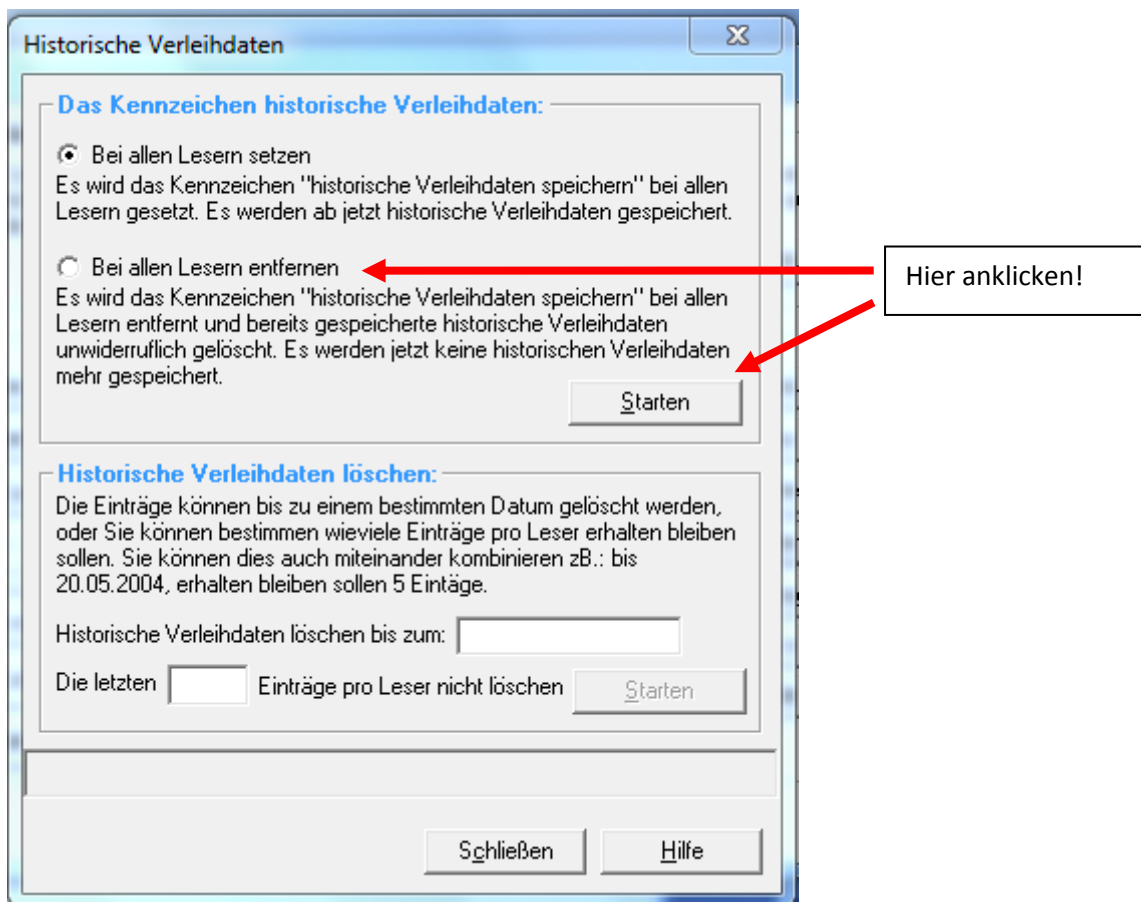 Historische Verleihdaten
Das Kennzeichen historische Verleihdaten:
Bei allen Lesern setzen
Es wird das Kennzeichen "historische Verleihdaten speichern" bei allen
Lesern gesetzt. Es werden ab jetzt historische Verleihdaten gespeichert.
Bei allen Lesern entfernen
Hier anklicken!
Es wird das Kennzeichen "historische Verleihdaten speichern" bei allen
Lesern entfernt und bereits gespeicherte historische Verleihdaten
unwiderruflich gelöscht. Es werden jetzt keine historischen Verleihdaten
mehr gespeichert.
Starten
Historische Verleihdaten löschen:
Die Einträge können bis zu einem bestimmten Datum gelöscht werden,
oder Sie können bestimmen wieviele Einträge pro Leser erhalten bleiben
sollen. Sie können dies auch miteinander kombinieren zB.: bis
20.05.2004, erhalten bleiben sollen 5 Eintäge.
Historische Verleihdaten löschen bis zum:
Die letzten Einträge pro Leser nicht löschen Starten
Schließen Hilfe